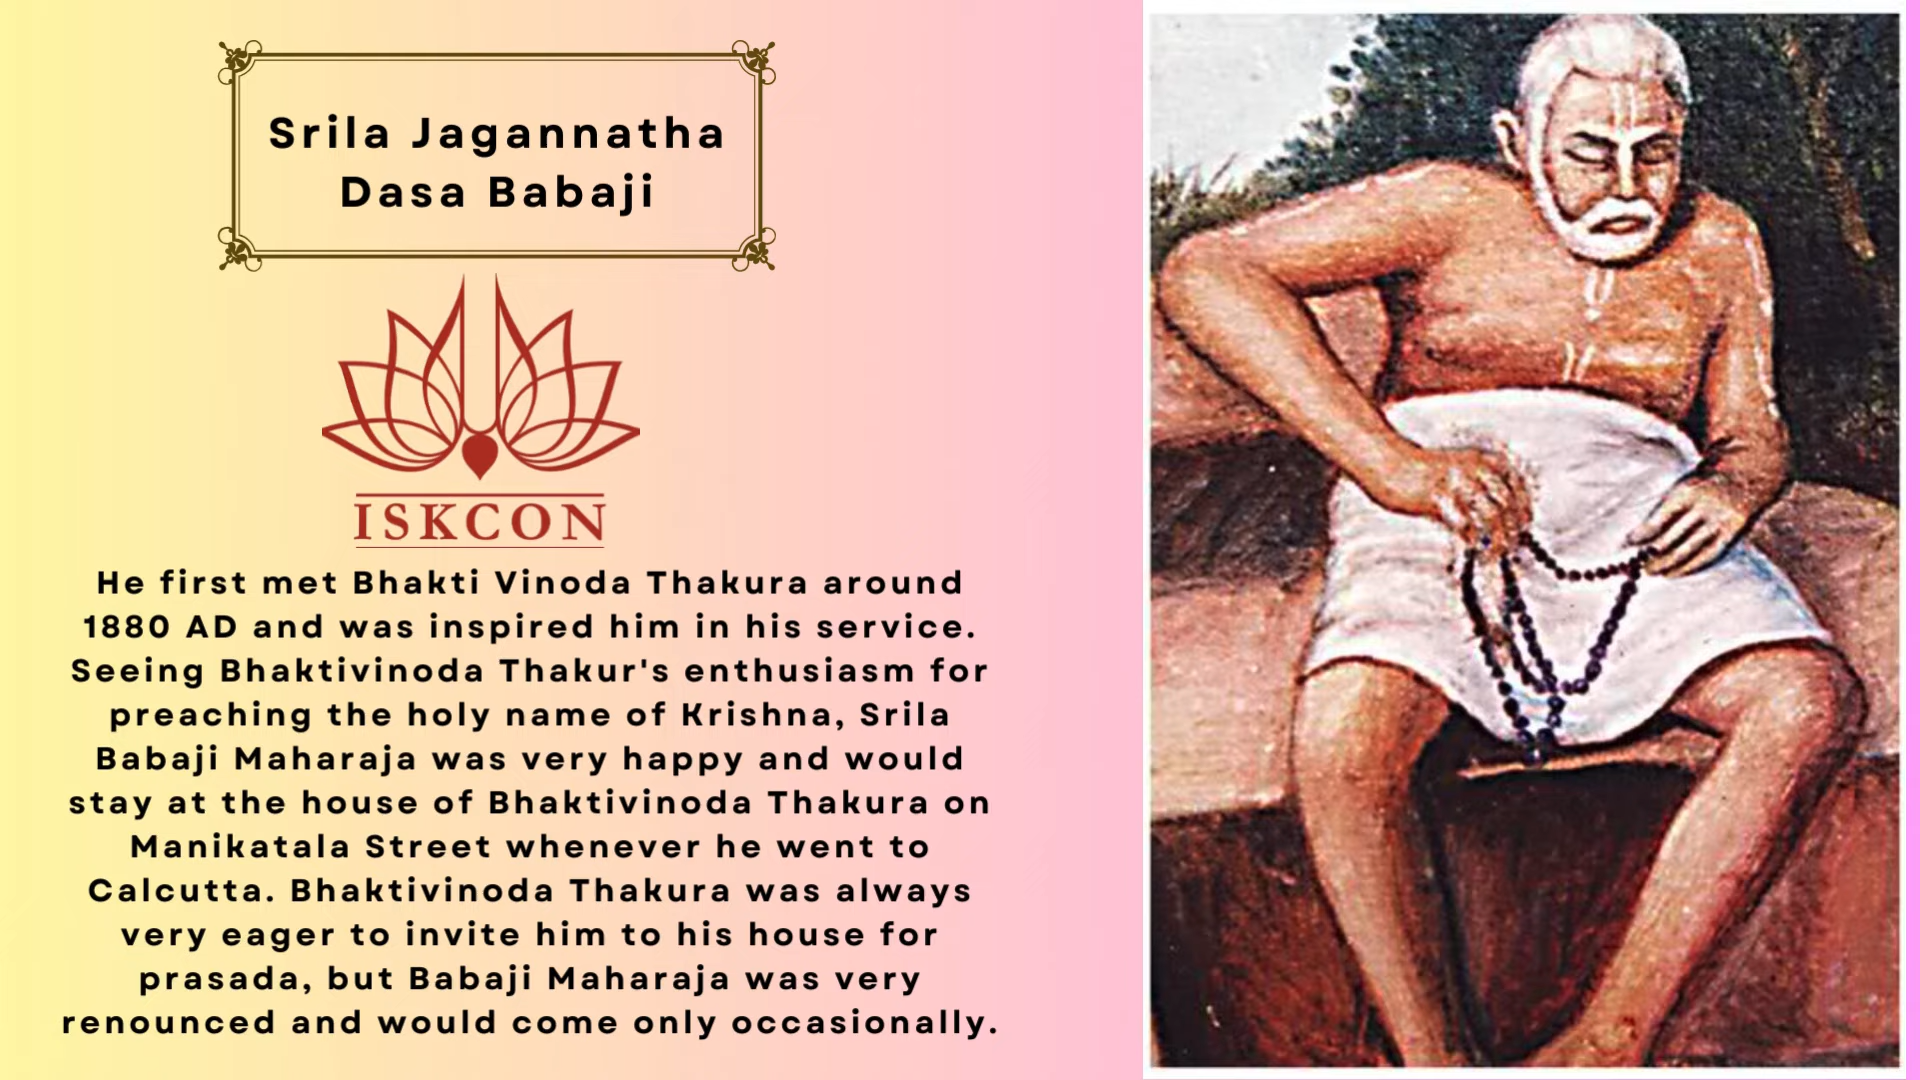 Srila Jagannatha
Dasa Babaji
ISKCON
He first met Bhakti Vinoda Thakura around
1880 AD and was inspired him in his service.
Seeing Bhaktivinoda Thakur's enthusiasm for
preaching the holy name of Krishna, Srila
Babaji Maharaja was very happy and would
stay at the house of Bhaktivinoda Thakura on
Manikatala Street whenever he went to
Calcutta. Bhaktivinoda Thakura was always
very eager to invite him to his house for
prasada, but Babaji Maharaja was very
renounced and would come only occasionally.